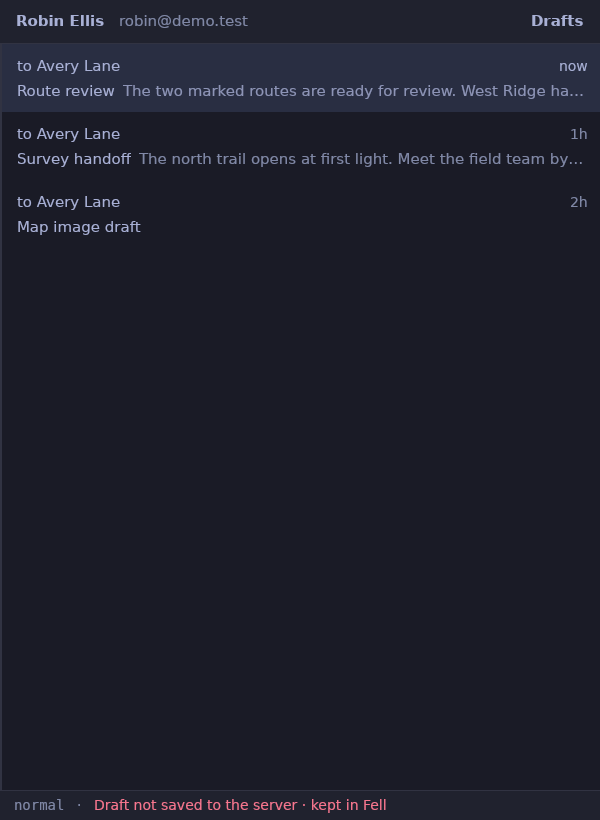 Robin Ellis robin@demo.test Drafts
to Avery Lane now
Route review The two marked routes are ready for review. West Ridge ha…
to Avery Lane 1h
Survey handoff The north trail opens at first light. Meet the field team by…
to Avery Lane 2h
Map image draft
normal · Draft not saved to the server · kept in Fell